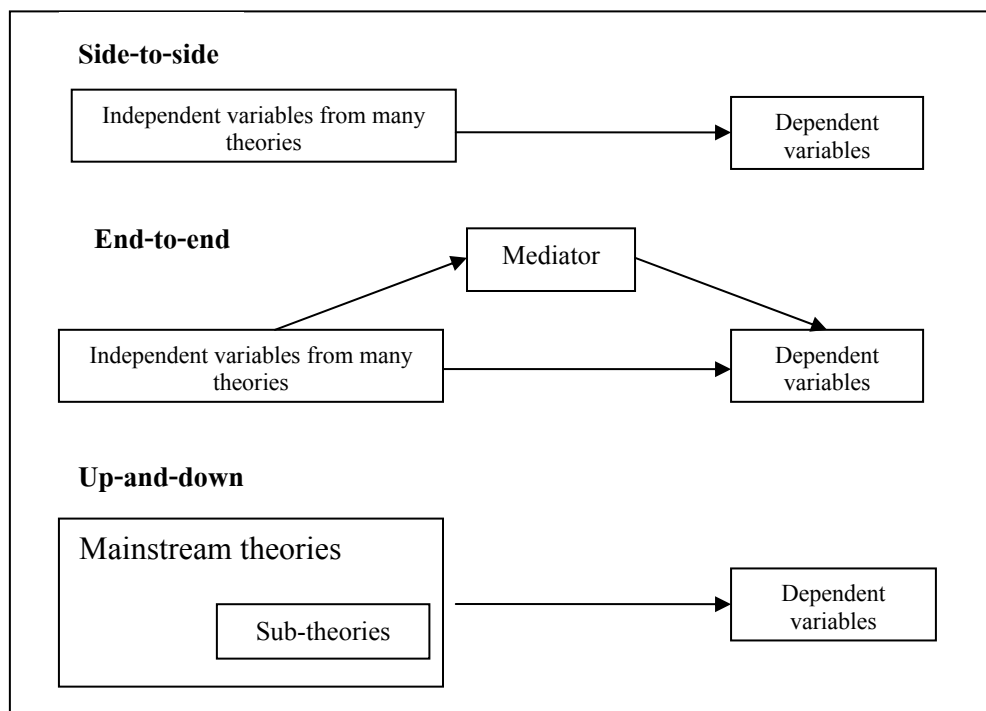 Side-to-side
Independent variables from many
theories
Dependent
variables
End-to-end
Mediator
Independent variables from many
theories
Dependent
variables
Up-and-down
Mainstream theories
Sub-theories
Dependent
variables